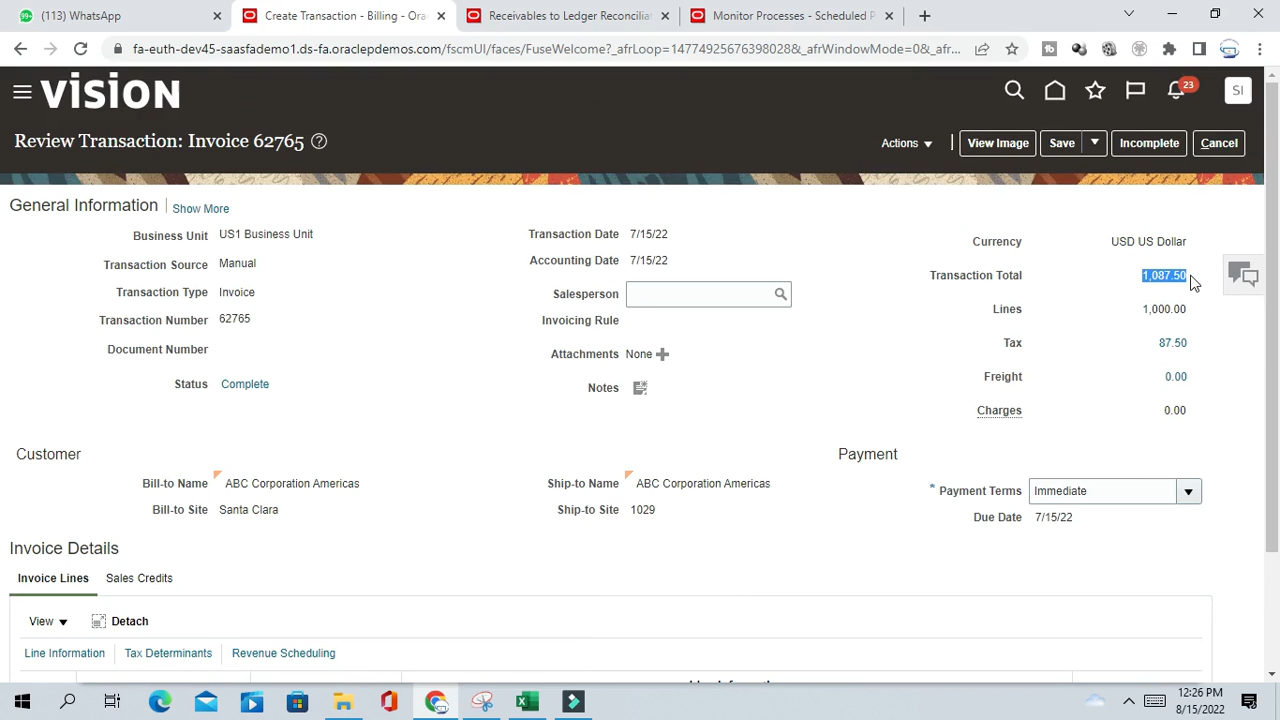 99+ (113) WhatsApp × Create Transaction - Billing - Ora × Receivables to Ledger Reconciliat × Monitor Processes - Scheduled P × +
fa-euth-dev45-saasfademo1.ds-fa.oraclepdemos.com/fscmUI/faces/FuseWelcome?_afrLoop=14774925676398028&_afrWindowMode=0&_afr...
VISION 23 SI
Review Transaction: Invoice 62765 ? Actions View Image Save Incomplete Cancel
General Information Show More
Business Unit US1 Business Unit Transaction Date 7/15/22 Currency USD US Dollar
Transaction Source Manual Accounting Date 7/15/22 Transaction Total 1,087.50
Transaction Type Invoice Salesperson Lines 1,000.00
Transaction Number 62765 Invoicing Rule Tax 87.50
Document Number Attachments None Freight 0.00
Status Complete Notes Charges 0.00
Customer Payment
Bill-to Name ABC Corporation Americas Ship-to Name ABC Corporation Americas * Payment Terms Immediate
Bill-to Site Santa Clara Ship-to Site 1029 Due Date 7/15/22
Invoice Details
Invoice Lines Sales Credits
View Detach
Line Information Tax Determinants Revenue Scheduling
12:26 PM
8/15/2022